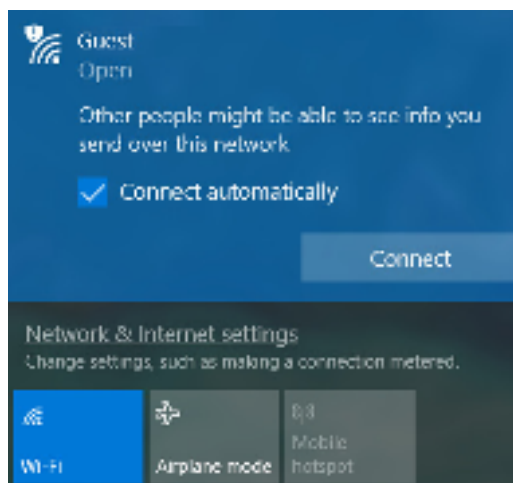 Guest
Open
Other people might be able to see info you
send over this network
Connect automatically
Connect
Network & Internet settings
Change settings, such as making a connection metered.
Wi-Fi
Airplane mode
Mobile
hotspot